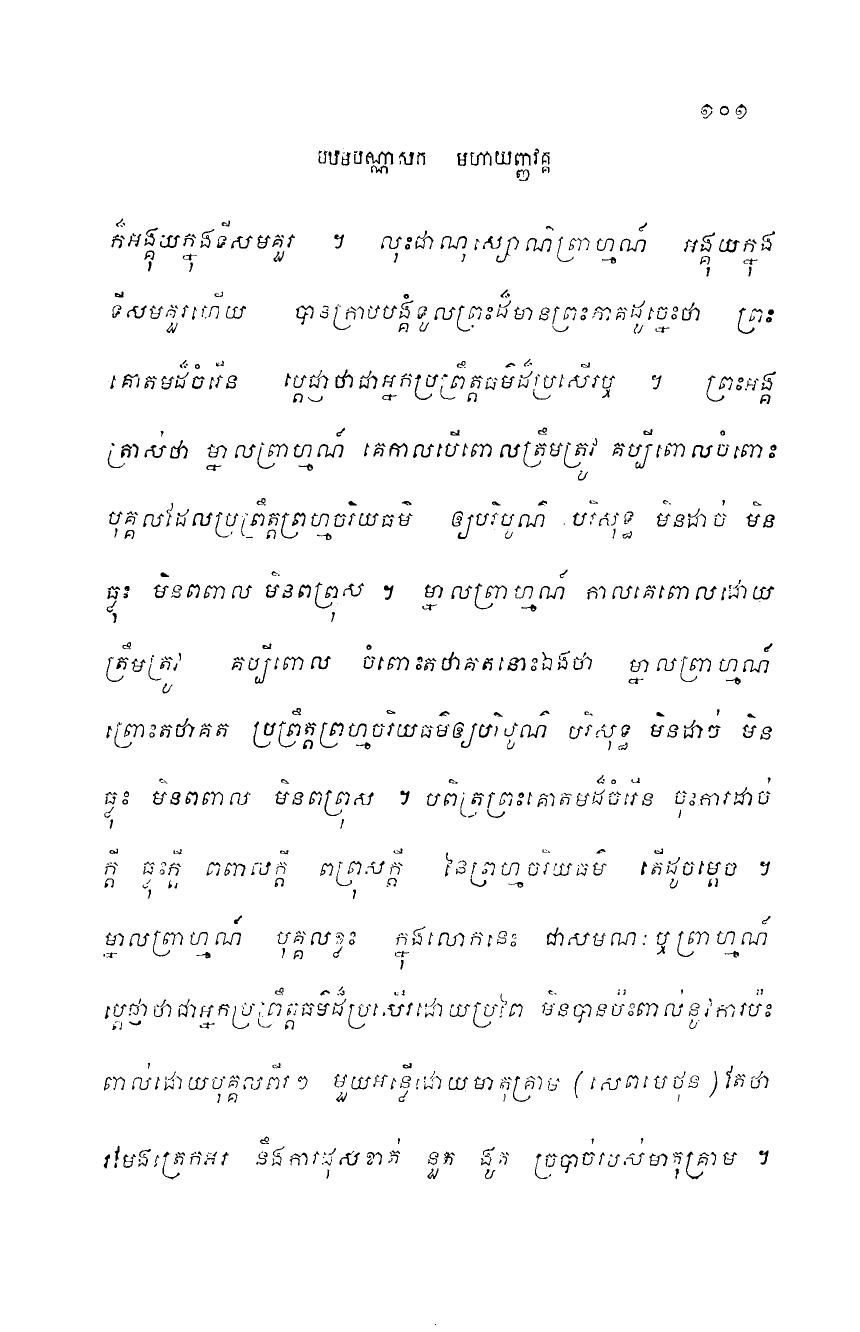 ១០១
បឋមបណ្ណាសក មហាយញ្ញវគ្គ
ក៏អង្គុយក្នុងទីសមគួរ ។ លុះជាណុស្សោណិព្រាហ្មណ៍ អង្គុយក្នុង
ទីសមគួរហើយ បានក្រាបបង្គំទូលព្រះដ៏មានព្រះភាគដូច្នេះថា ព្រះ
គោតមដ៏ចំរើន ប្តេជ្ញាថាជាអ្នកប្រព្រឹត្តធម៌ដ៏ប្រសើរឬ ។ ព្រះអង្គ
ត្រាស់ថា ម្នាលព្រាហ្មណ៍ គេកាលបើពោលត្រឹមត្រូវ គប្បីពោលចំពោះ
បុគ្គលដែលប្រព្រឹត្តព្រហ្មចរិយធម៌ ឲ្យបរិបូណ៌ បរិសុទ្ធ មិនដាច់ មិន
ធ្លុះ មិនពពាល មិនពព្រុស ។ ម្នាលព្រាហ្មណ៍ កាលគេពោលដោយ
ត្រឹមត្រូវ គប្បីពោល ចំពោះតថាគតនោះឯងថា ម្នាលព្រាហ្មណ៍
ព្រោះតថាគត ប្រព្រឹត្តព្រហ្មចរិយធម៌ឲ្យបរិបូណ៌ បរិសុទ្ធ មិនដាច់ មិន
ធ្លុះ មិនពពាល មិនពព្រុស ។ បពិត្រព្រះគោតមដ៏ចំរើន ចុះការដាច់
ក្តី ធ្លុះក្តី ពពាលក្តី ពព្រុសក្តី នៃព្រហ្មចរិយធម៌ តើដូចម្តេច ។
ម្នាលព្រាហ្មណ៍ បុគ្គលខ្លះ ក្នុងលោកនេះ ជាសមណៈឬព្រាហ្មណ៍
ប្តេជ្ញាថាជាអ្នកប្រព្រឹត្តធម៌ដ៏ប្រសើរដោយប្រពៃ មិនបានប៉ះពាល់នូវការប៉ះ
ពាល់ដោយបុគ្គលពីរៗ មួយអន្លើដោយមាតុគ្រាម (សេពមេថុន) តែថា
រមែងត្រេកអរ នឹងការដុសខាត់ នួត ងូត ច្របាច់របស់មាតុគ្រាម ។